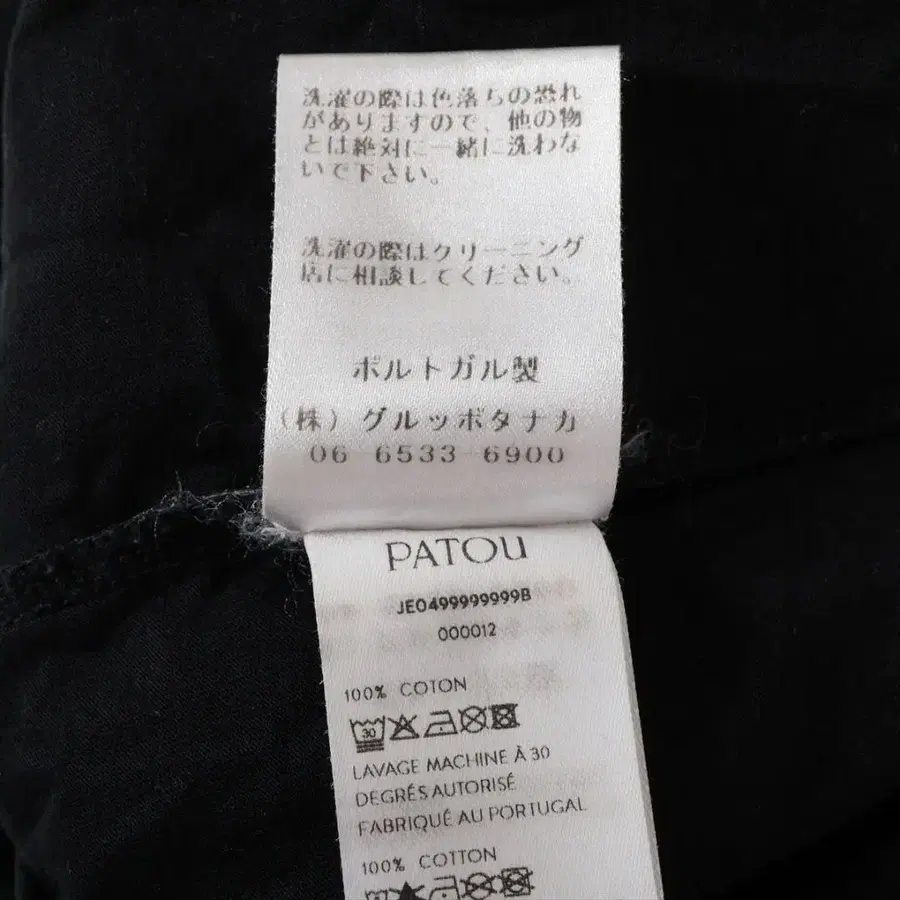 洗濯の際は色落ちの恐れ
がありますので、他の物
とは絶対に一緒に洗わな
いで下さい。
洗濯の際はクリーニング
店に相談してください。
ポルトガル製
(株)グルッポタナカ
06-6533-6900
PATOU
JE0499999999B
000012
100% COTON
30
LAVAGE MACHINE À 30
DEGRÉS AUTORISÉ
FABRIQUÉ AU PORTUGAL
100% COTTON